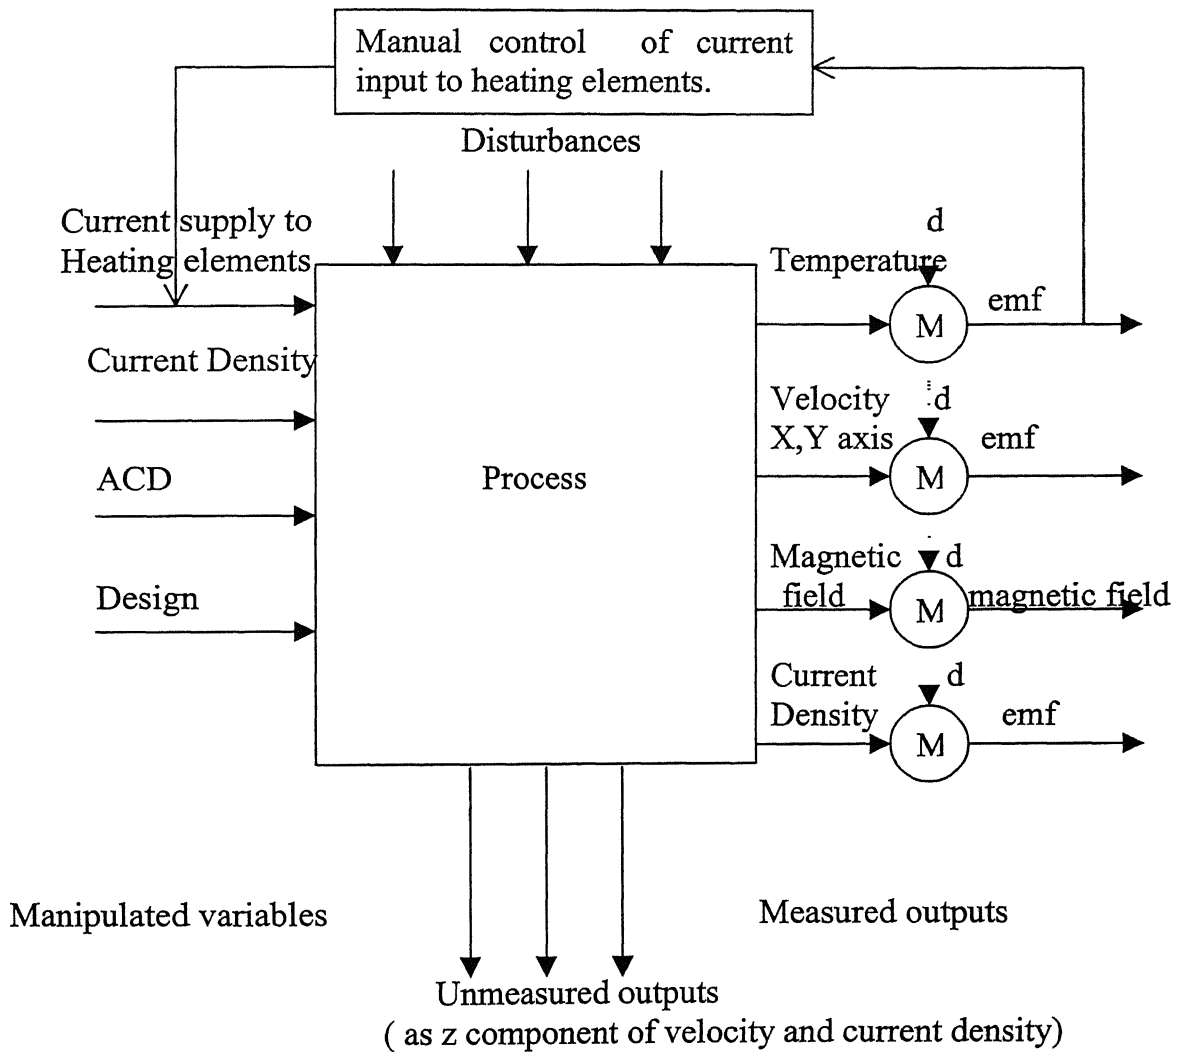 Manual control of current
input to heating elements.
Disturbances
Current supply to
Heating elements
d
Temperature
M
emf
Current Density
Velocity
d
X,Y axis
M
emf
ACD
Process
Magnetic
d
field
M
magnetic field
Design
Current
d
Density
M
emf
Manipulated variables
Measured outputs
Unmeasured outputs
( as z component of velocity and current density)